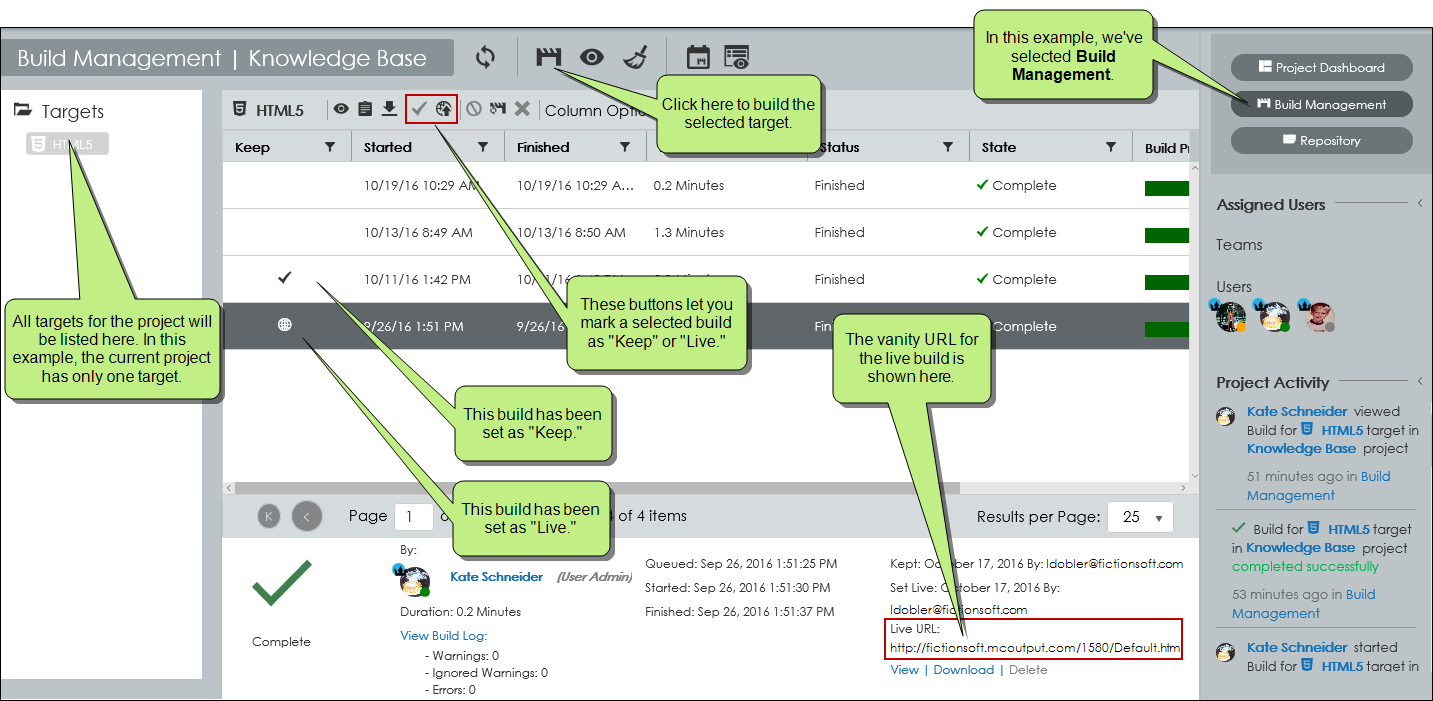 Build Management | Knowledge Base
In this example, we've
selected Build
Management.
Project Dashboard
Build Management
Repository
Click here to build the
selected target.
Targets
HTML5
HTML5
Column Optio
Keep
Started
Finished
Status
State
Build Pr
10/19/16 10:29 AM
10/19/16 10:29 A...
0.2 Minutes
Finished
Complete
10/13/16 8:49 AM
10/13/16 8:50 AM
1.3 Minutes
Finished
Complete
10/11/16 1:42 PM
Finished
Complete
9/26/16 1:51 PM
9/26/16
Complete
All targets for the project will
be listed here. In this
example, the current project
has only one target.
These buttons let you
mark a selected build
as "Keep" or "Live."
The vanity URL for
the live build is
shown here.
This build has been
set as "Keep."
This build has been
set as "Live."
Page 1
of 4 items
Results per Page: 25
Complete
By:
Kate Schneider (User Admin)
Duration: 0.2 Minutes
View Build Log:
- Warnings: 0
- Ignored Warnings: 0
- Errors: 0
Queued: Sep 26, 2016 1:51:25 PM
Started: Sep 26, 2016 1:51:30 PM
Finished: Sep 26, 2016 1:51:37 PM
Kept: October 17, 2016 By: ldobler@fictionsoft.com
Set Live: October 17, 2016 By:
ldobler@fictionsoft.com
Live URL:
http://fictionsoft.mcoutput.com/1580/Default.htm
View | Download | Delete
Assigned Users
Teams
Users
Project Activity
Kate Schneider viewed
Build for HTML5 target in
Knowledge Base project
51 minutes ago in Build
Management
Build for HTML5 target
in Knowledge Base project
completed successfully
53 minutes ago in Build
Management
Kate Schneider started
Build for HTML5 target in